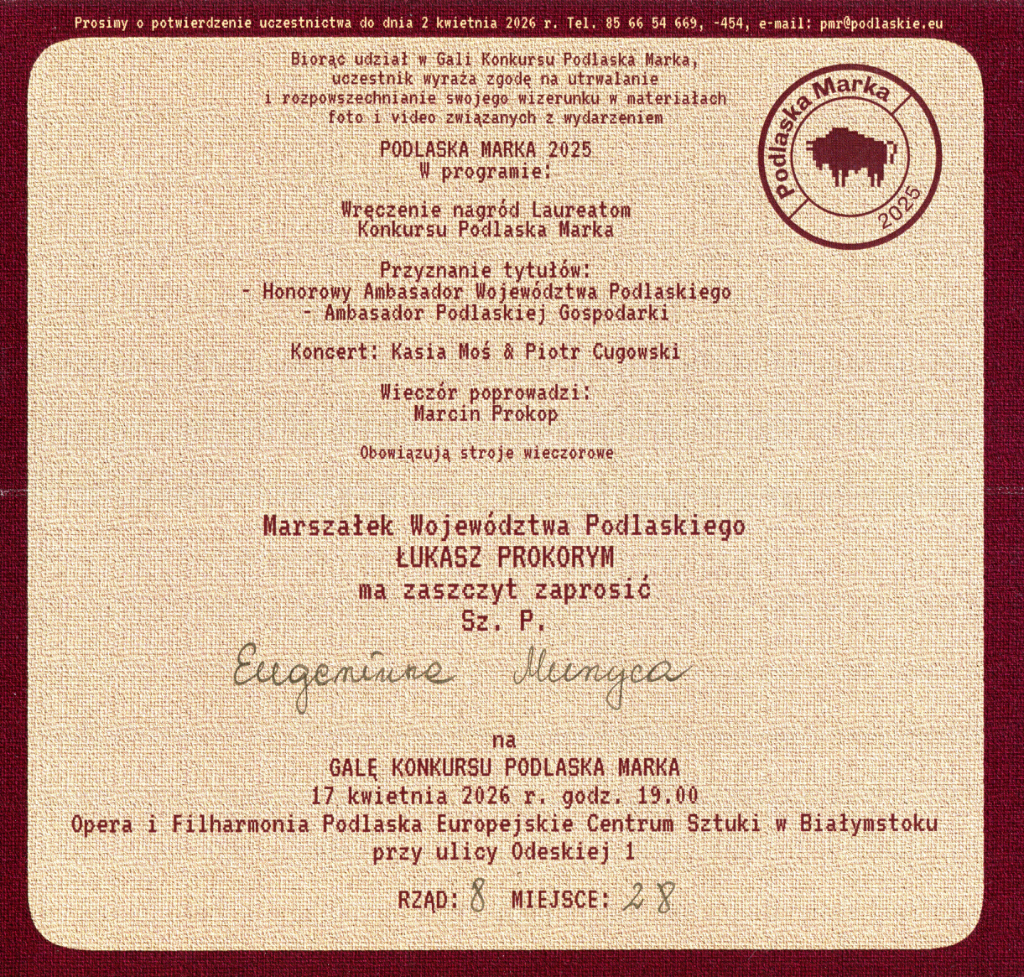 Prosimy o potwierdzenie uczestnictwa do dnia 2 kwietnia 2026 r. Tel. 85 66 54 669, -454, e-mail: pmr@podlaskie.eu
Biorąc udział w Gali Konkursu Podlaska Marka,
uczestnik wyraża zgodę na utrwalanie
i rozpowszechnianie swojego wizerunku w materiałach
foto i video związanych z wydarzeniem
Podlaska Marka
2025
PODLASKA MARKA 2025
W programie:
Wręczenie nagród Laureatom
Konkursu Podlaska Marka
Przyznanie tytułów:
- Honorowy Ambasador Województwa Podlaskiego
- Ambasador Podlaskiej Gospodarki
Koncert: Kasia Moś & Piotr Cugowski
Wieczór poprowadzi:
Marcin Prokop
Obowiązują stroje wieczorowe
Marszałek Województwa Podlaskiego
ŁUKASZ PROKORYM
ma zaszczyt zaprosić
Sz. P.
na
GALĘ KONKURSU PODLASKA MARKA
17 kwietnia 2026 r. godz. 19.00
Opera i Filharmonia Podlaska Europejskie Centrum Sztuki w Białymstoku
przy ulicy Odeskiej 1
RZĄD: 8 MIEJSCE: 28